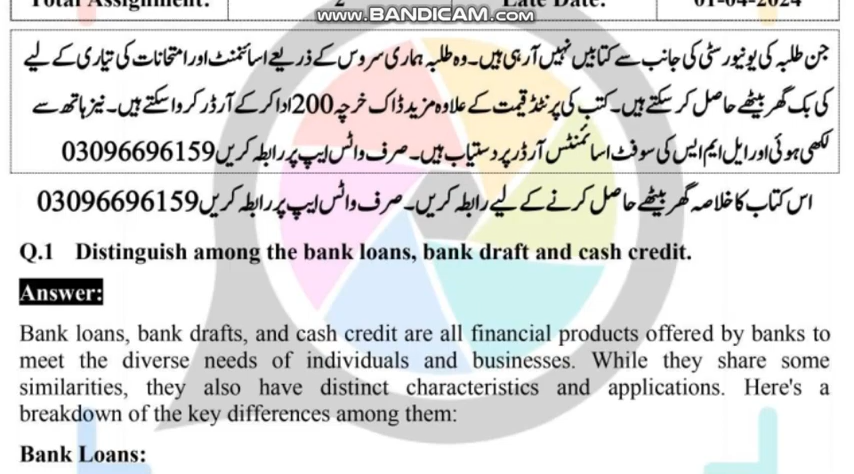 Total Assignment: 2 Late Date: 01-04-2024
www.BANDICAM.com
جن طلبہ کی یونیورسٹی کی جانب سے کتابیں نہیں آرہی ہیں۔ وہ طلبہ ہماری سروس کے ذریعے اسائنمنٹ اور امتحانات کی تیاری کے لیے
کی بک گھر بیٹھے حاصل کر سکتے ہیں۔ کتب کی پرنٹڈ قیمت کے علاوہ مزید ڈاک خرچہ 200 ادا کر کے آرڈر کروا سکتے ہیں۔ نیز ہاتھ سے
لکھی ہوئی اور ایل ایم ایس کی سوفٹ اسائنمنٹس آرڈر پر دستیاب ہیں۔ صرف واٹس ایپ پر رابطہ کریں 03096696159
اس کتاب کا خلاصہ گھر بیٹھے حاصل کرنے کے لیے رابطہ کریں۔ صرف واٹس ایپ پر رابطہ کریں 03096696159
Q.1 Distinguish among the bank loans, bank draft and cash credit.
Answer:
Bank loans, bank drafts, and cash credit are all financial products offered by banks to
meet the diverse needs of individuals and businesses. While they share some
similarities, they also have distinct characteristics and applications. Here's a
breakdown of the key differences among them:
Bank Loans: